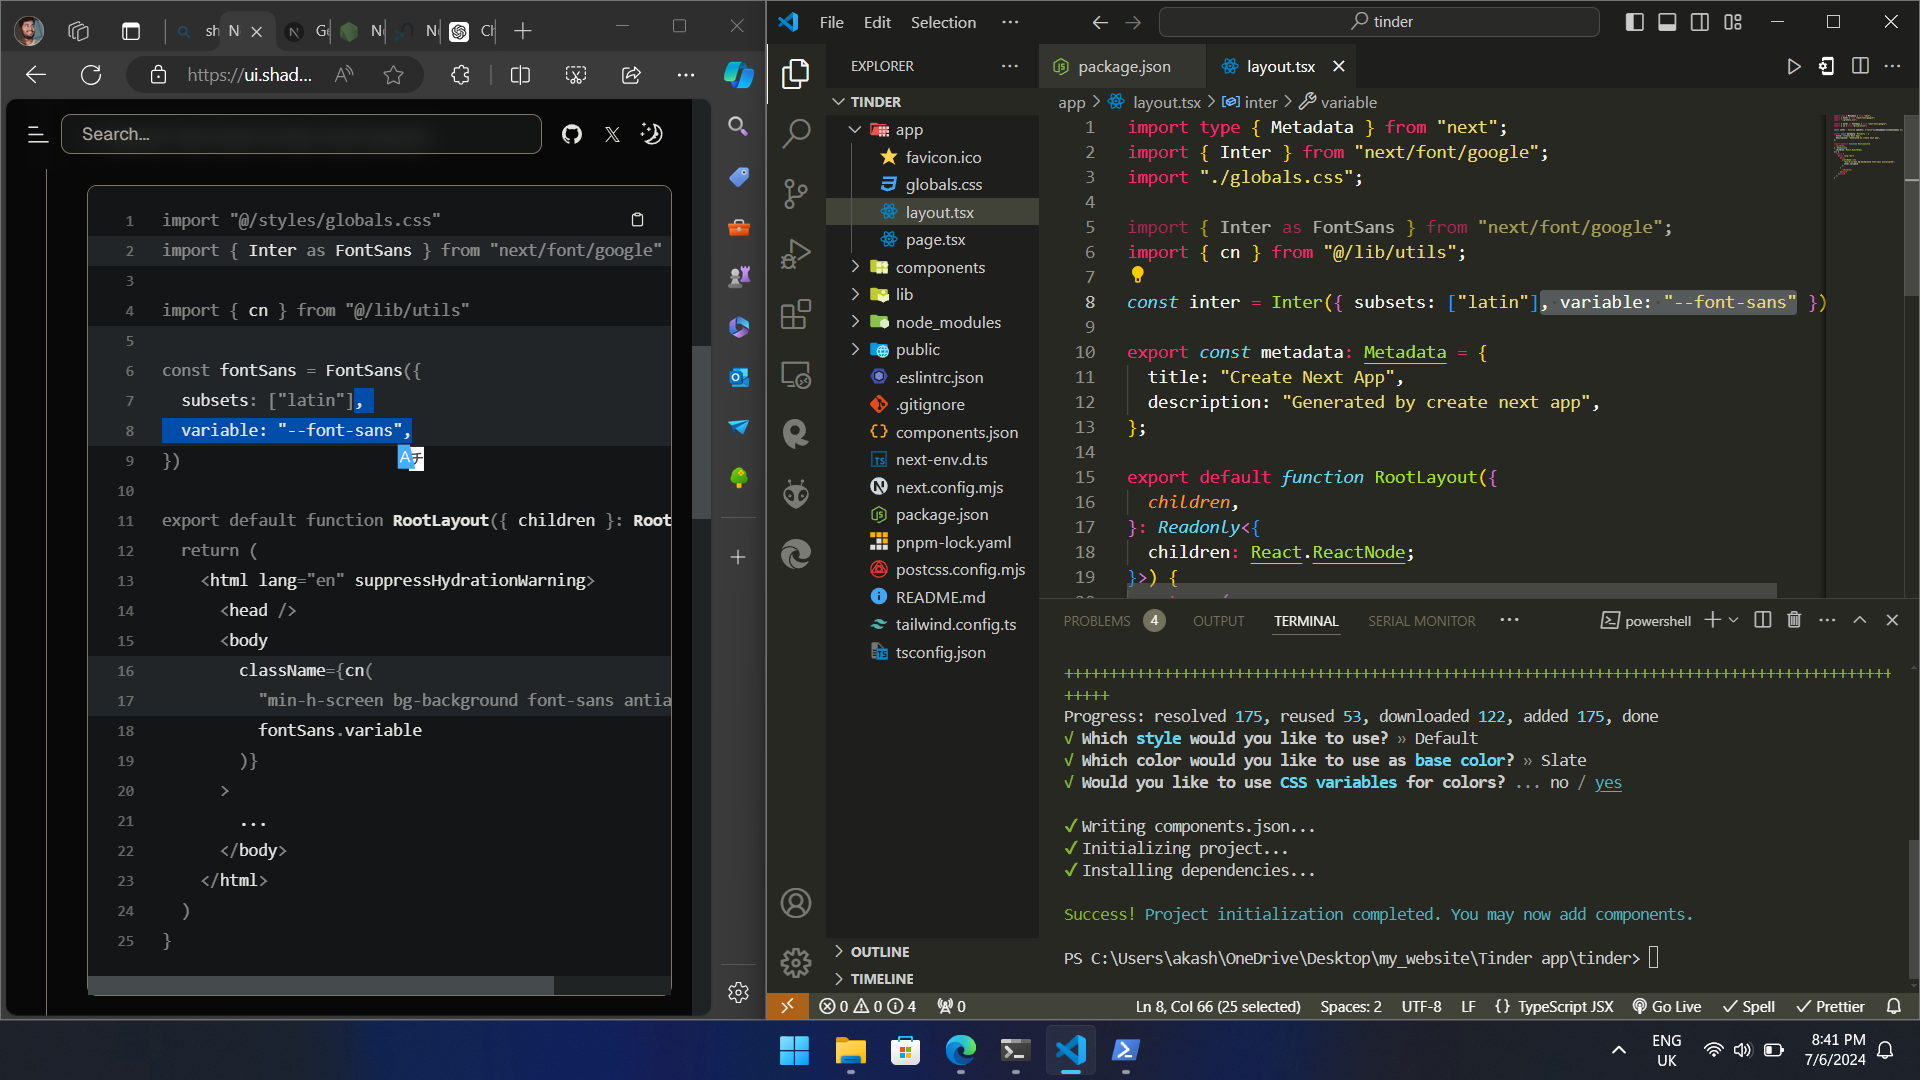 sh
N
Ge
N
N
Ch
https://ui.shad...
Search...
1 import "@/styles/globals.css"
2 import { Inter as FontSans } from "next/font/google"
3
4 import { cn } from "@/lib/utils"
5
6 const fontSans = FontSans({
7 subsets: ["latin"],
8 variable: "--font-sans",
9 })
10
11 export default function RootLayout({ children }: Root
12 return (
13 <html lang="en" suppressHydrationWarning>
14 <head />
15 <body
16 className={cn(
17 "min-h-screen bg-background font-sans antia
18 fontSans.variable
19 )}
20 >
21 ...
22 </body>
23 </html>
24 )
25 }
File Edit Selection ···
tinder
EXPLORER
TINDER
app
favicon.ico
globals.css
layout.tsx
page.tsx
components
lib
node_modules
public
.eslintrc.json
.gitignore
components.json
next-env.d.ts
next.config.mjs
package.json
pnpm-lock.yaml
postcss.config.mjs
README.md
tailwind.config.ts
tsconfig.json
OUTLINE
TIMELINE
package.json
layout.tsx
app > layout.tsx > inter > variable
1 import type { Metadata } from "next";
2 import { Inter } from "next/font/google";
3 import "./globals.css";
4
5 import { Inter as FontSans } from "next/font/google";
6 import { cn } from "@/lib/utils";
7
8 const inter = Inter({ subsets: ["latin"], variable: "--font-sans" })
9
10 export const metadata: Metadata = {
11 title: "Create Next App",
12 description: "Generated by create next app",
13 };
14
15 export default function RootLayout({
16 children,
17 }: Readonly<{
18 children: React.ReactNode;
19 }>) {
PROBLEMS 4 OUTPUT TERMINAL SERIAL MONITOR ···
powershell
+++++
Progress: resolved 175, reused 53, downloaded 122, added 175, done
√ Which style would you like to use? » Default
√ Which color would you like to use as base color? » Slate
√ Would you like to use CSS variables for colors? ... no / yes
✓ Writing components.json...
✓ Initializing project...
✓ Installing dependencies...
Success! Project initialization completed. You may now add components.
PS C:\Users\akash\OneDrive\Desktop\my_website\Tinder app\tinder>
0 0 4 0
Ln 8, Col 66 (25 selected) Spaces: 2 UTF-8 LF {} TypeScript JSX Go Live Spell Prettier
ENG
UK
8:41 PM
7/6/2024